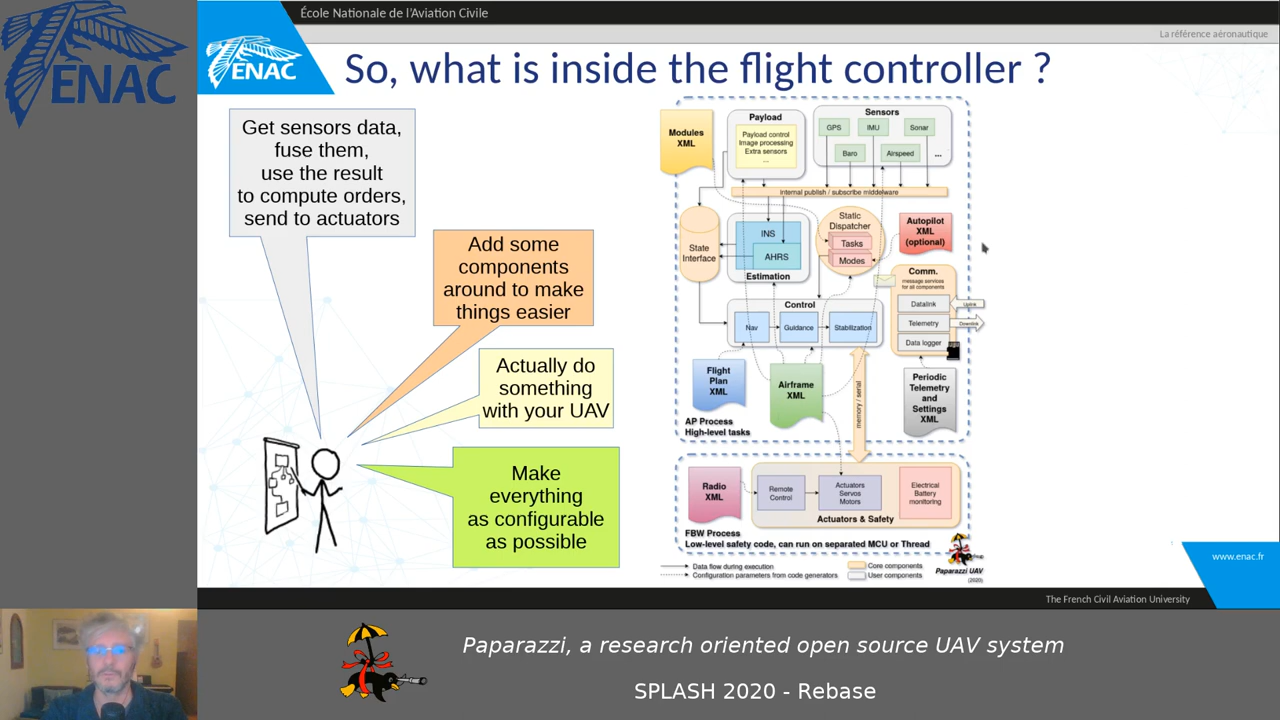 ENAC
École Nationale de l'Aviation Civile
La référence aéronautique
ENAC
So, what is inside the flight controller ?
Get sensors data,
fuse them,
use the result
to compute orders,
send to actuators
Add some
components
around to make
things easier
Actually do
something
with your UAV
Make
everything
as configurable
as possible
Modules
XML
Payload
Payload control
Image processing
Extra sensors
...
Sensors
GPS
IMU
Sonar
Baro
Airspeed
...
internal publish / subscribe middelware
State
Interface
INS
AHRS
Estimation
Static
Dispatcher
Tasks
Modes
Autopilot
XML
(optional)
Comm.
message services
for all components
Datalink
Telemetry
Data logger
Uplink
Downlink
Control
Nav
Guidance
Stabilization
Flight
Plan
XML
Airframe
XML
memory / serial
Periodic
Telemetry
and
Settings
XML
AP Process
High-level tasks
Radio
XML
Remote
Control
Actuators
Servos
Motors
Electrical
Battery
monitoring
Actuators & Safety
FBW Process
Low-level safety code, can run on separated MCU or Thread
Data flow during execution
Configuration parameters from code generators
Core components
User components
Paparazzi UAV
(2020)
www.enac.fr
The French Civil Aviation University
Paparazzi, a research oriented open source UAV system
SPLASH 2020 - Rebase